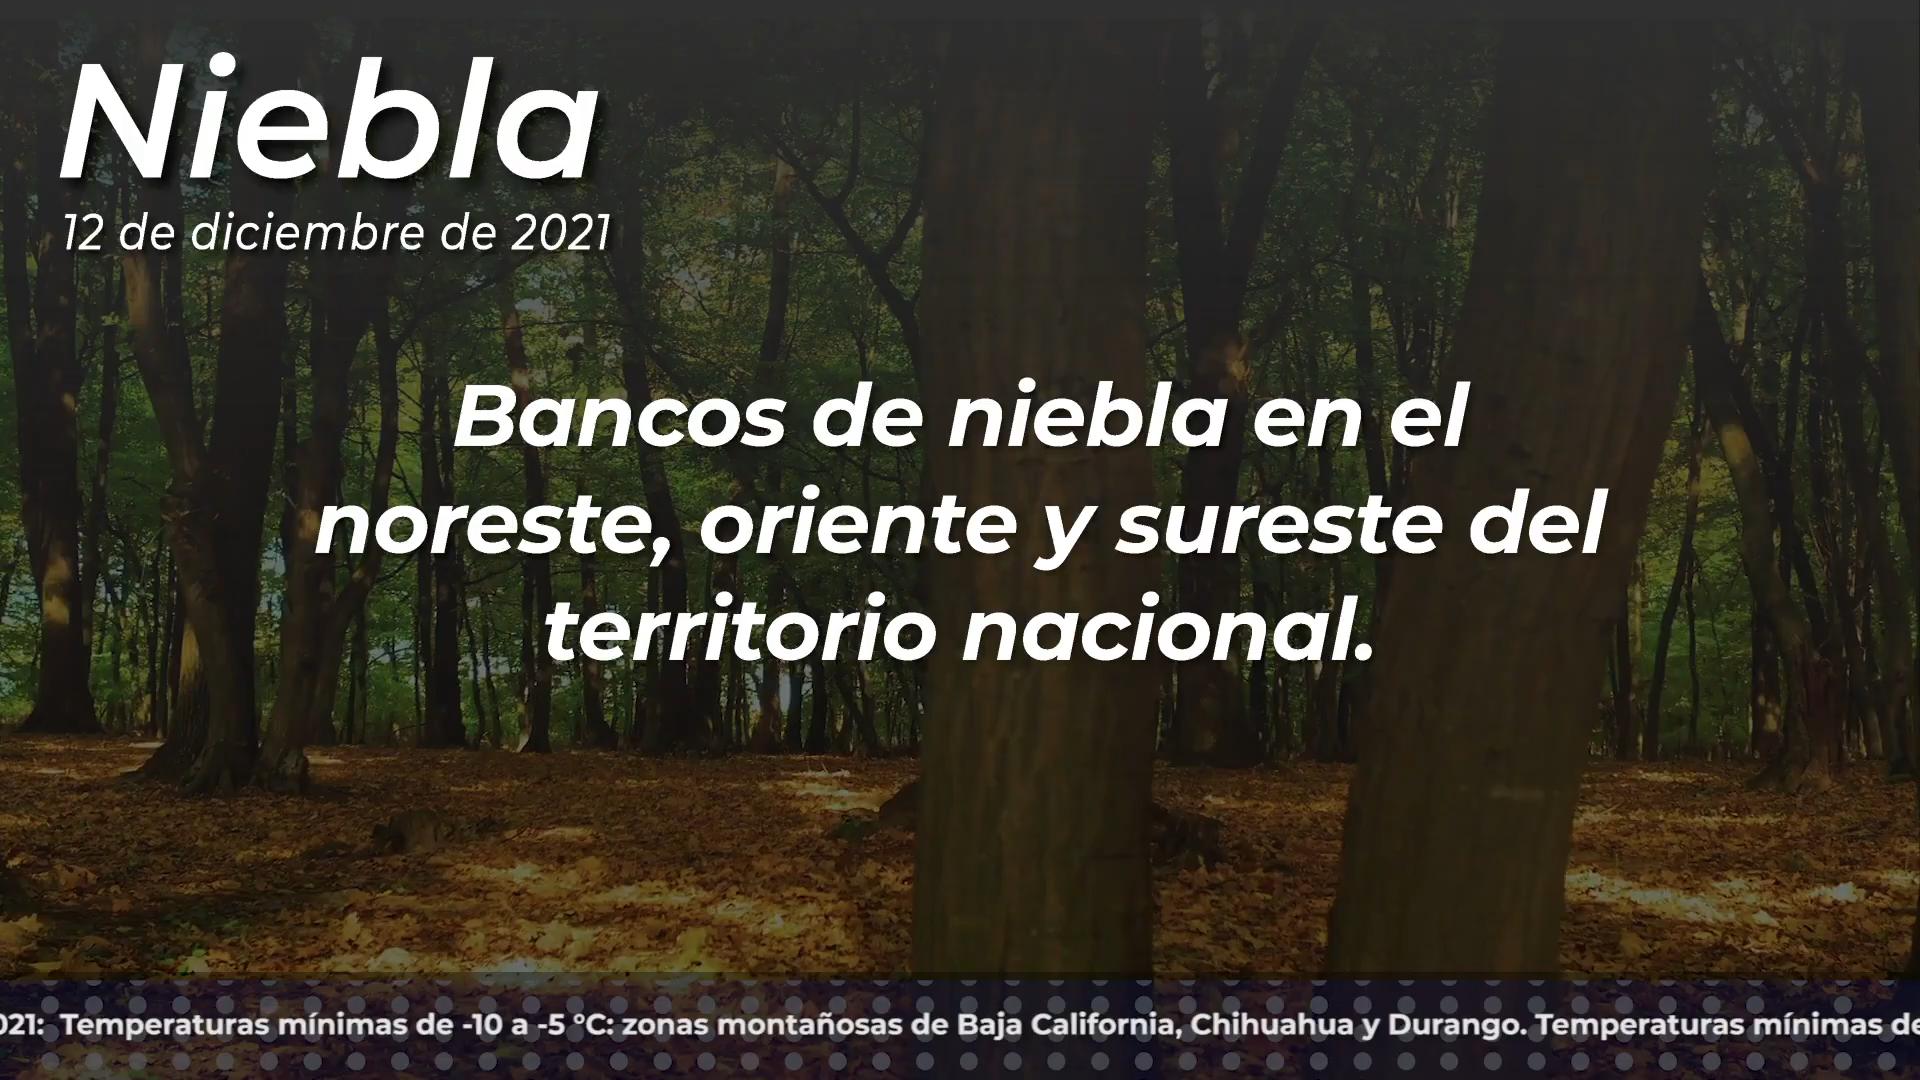 Niebla
12 de diciembre de 2021
Bancos de niebla en el
noreste, oriente y sureste del
territorio nacional.
021: Temperaturas mínimas de -10 a -5 °C: zonas montañosas de Baja California, Chihuahua y Durango. Temperaturas mínimas de